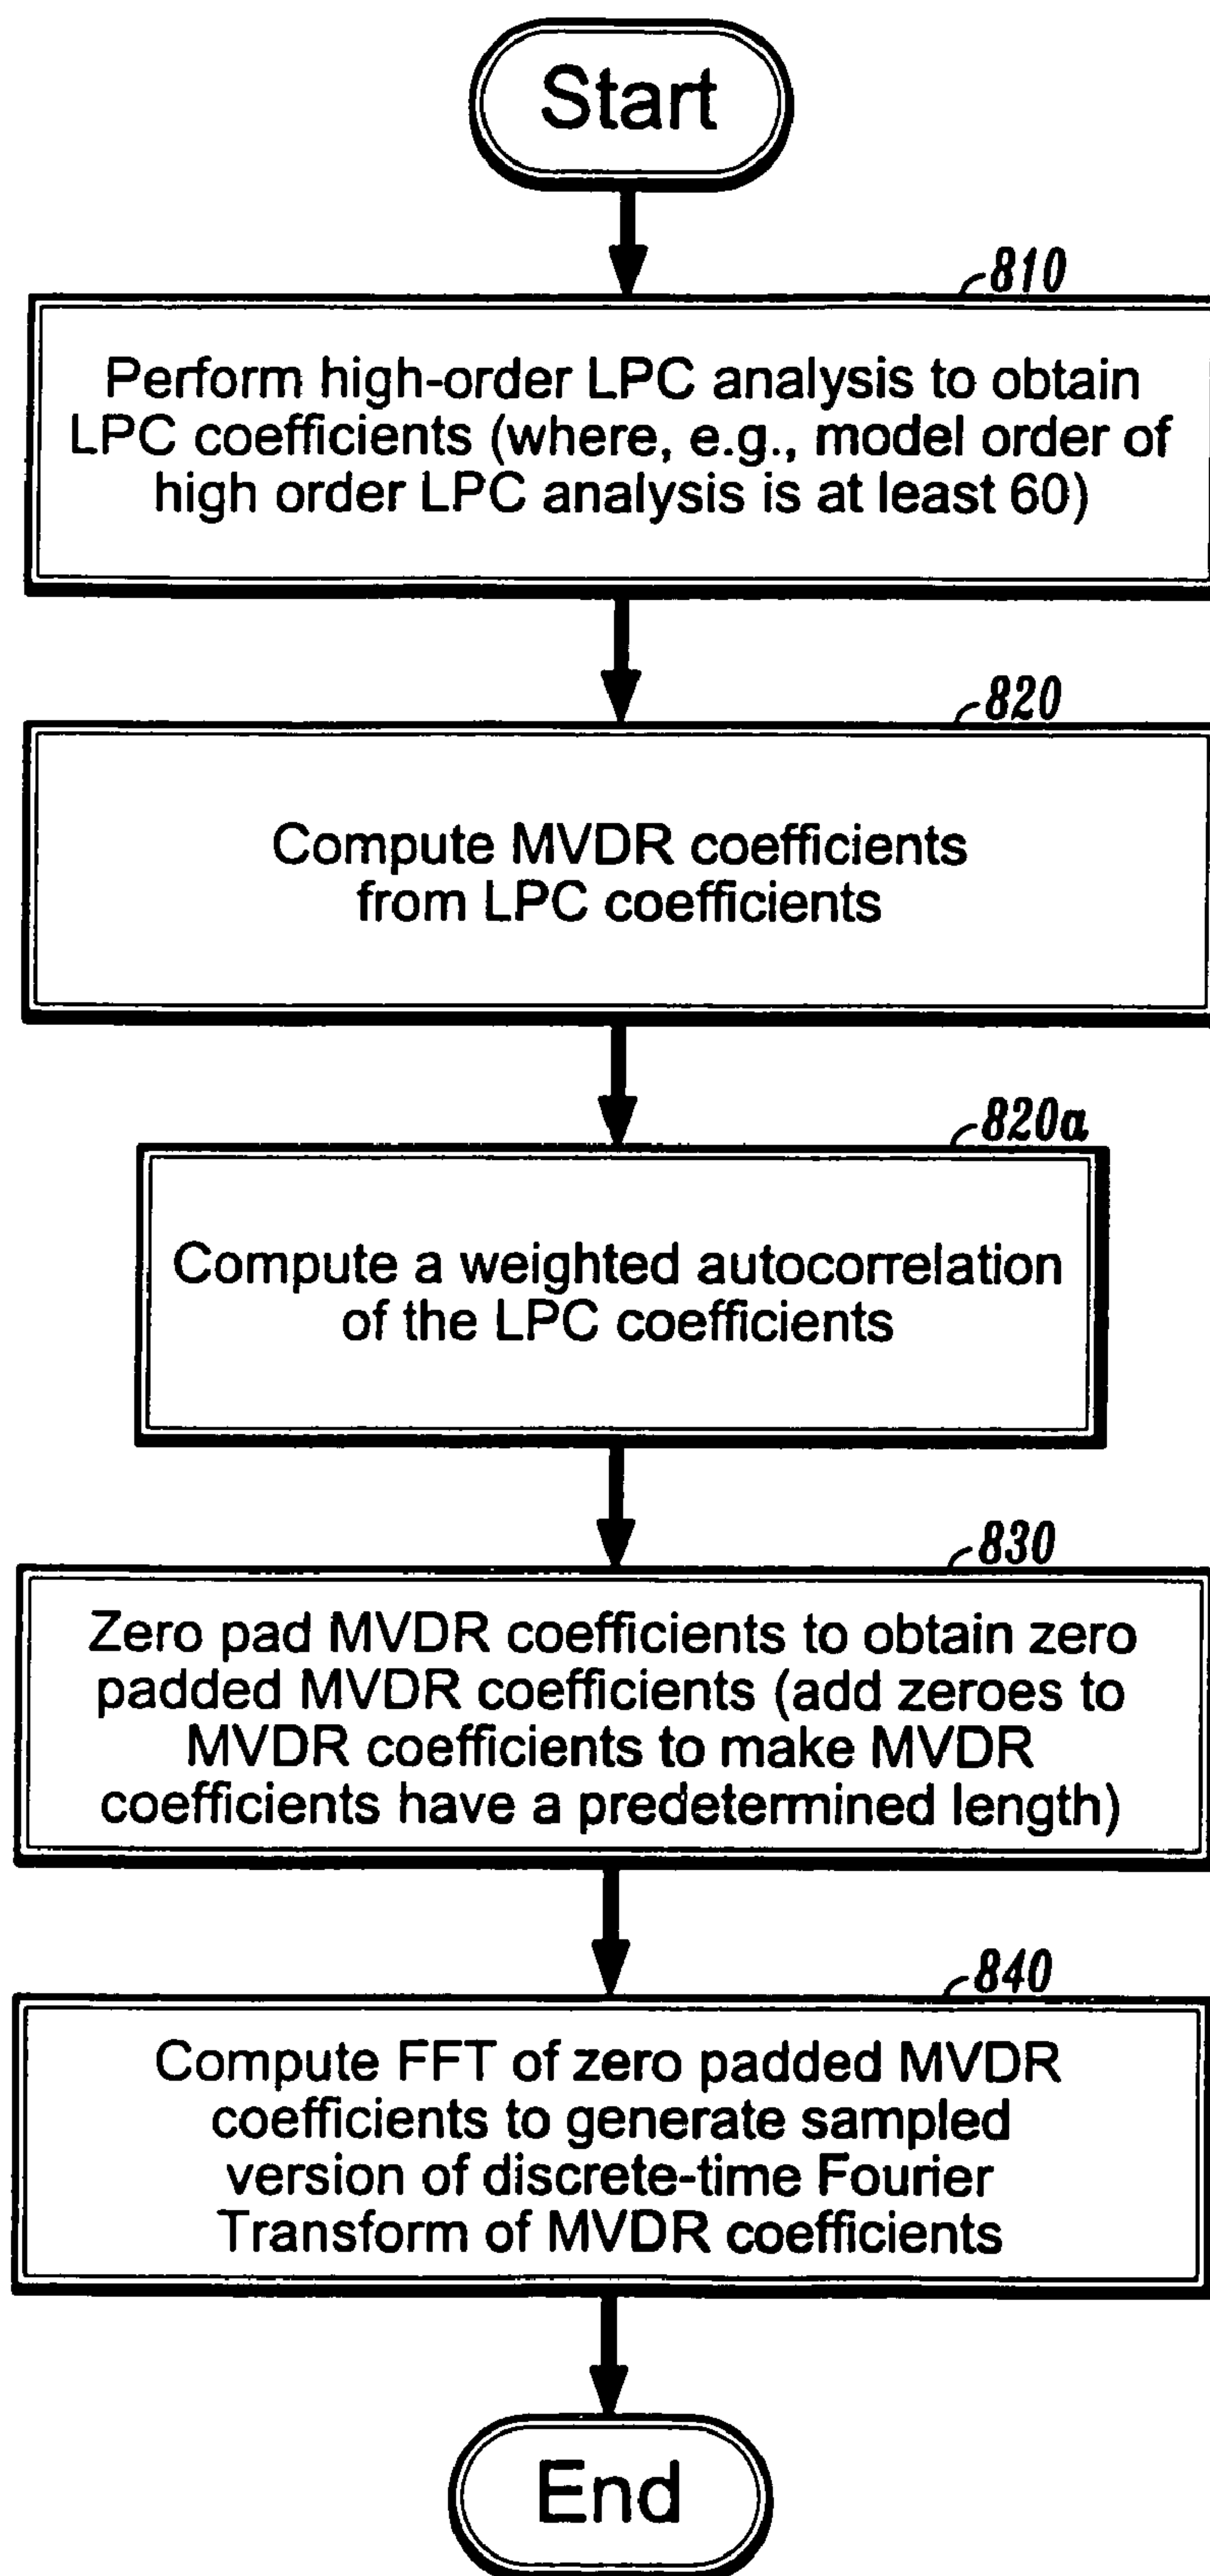 Start
810
Perform high-order LPC analysis to obtain
LPC coefficients (where, e.g., model order of
high order LPC analysis is at least 60)
820
Compute MVDR coefficients
from LPC coefficients
820a
Compute a weighted autocorrelation
of the LPC coefficients
830
Zero pad MVDR coefficients to obtain zero
padded MVDR coefficients (add zeroes to
MVDR coefficients to make MVDR
coefficients have a predetermined length)
840
Compute FFT of zero padded MVDR
coefficients to generate sampled
version of discrete-time Fourier
Transform of MVDR coefficients
End